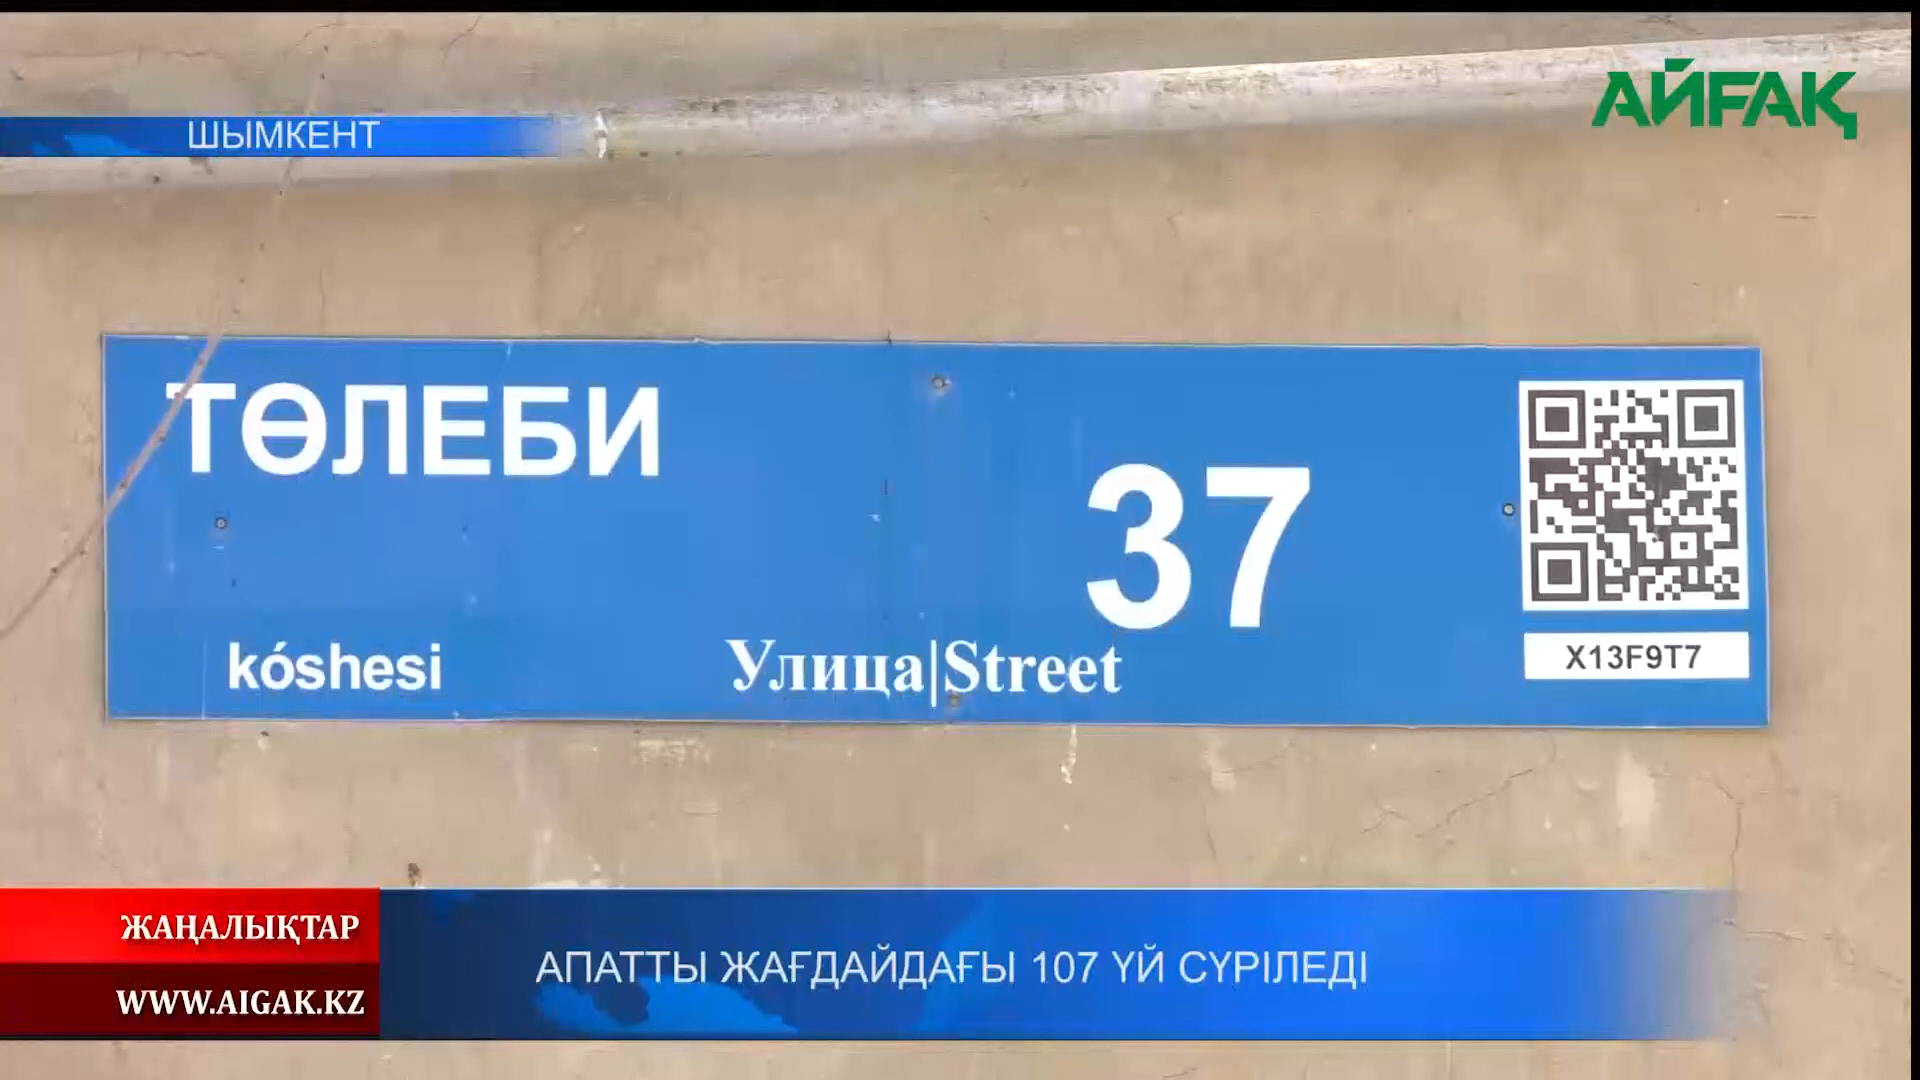 АЙҒАҚ
ШЫМКЕНТ
ТӨЛЕБИ
37
kóshesi
Улица|Street
X13F9T7
ЖАҢАЛЫҚТАР
WWW.AIGAK.KZ
АПАТТЫ ЖАҒДАЙДАҒЫ 107 ҮЙ СҮРІЛЕДІ